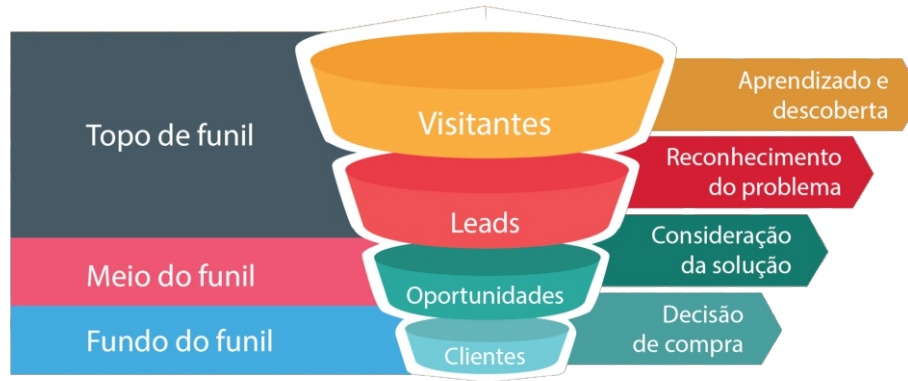 Topo de funil
Meio do funil
Fundo do funil
Visitantes
Leads
Oportunidades
Clientes
Aprendizado e
descoberta
Reconhecimento
do problema
Consideração
da solução
Decisão
de compra